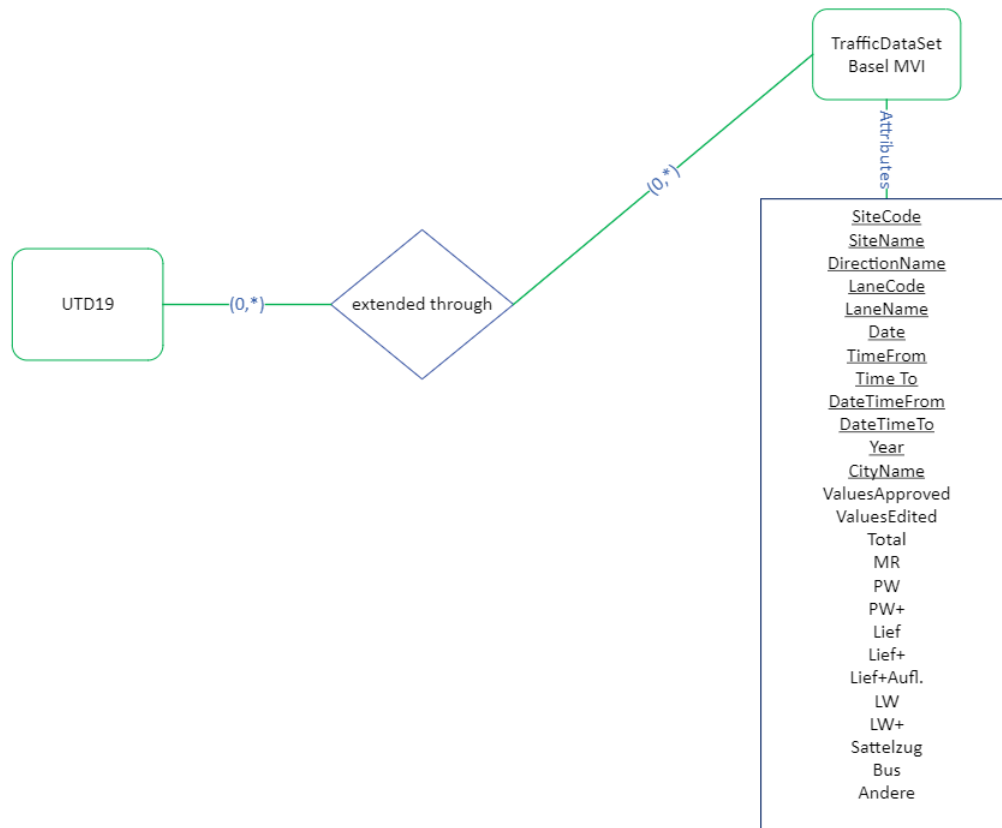 TrafficDataSet
Basel MVI
Attributes
(0,*)
UTD19
(0,*)
extended through
SiteCode
SiteName
DirectionName
LaneCode
LaneName
Date
TimeFrom
Time To
DateTimeFrom
DateTimeTo
Year
CityName
ValuesApproved
ValuesEdited
Total
MR
PW
PW+
Lief
Lief+
Lief+Aufl.
LW
LW+
Sattelzug
Bus
Andere